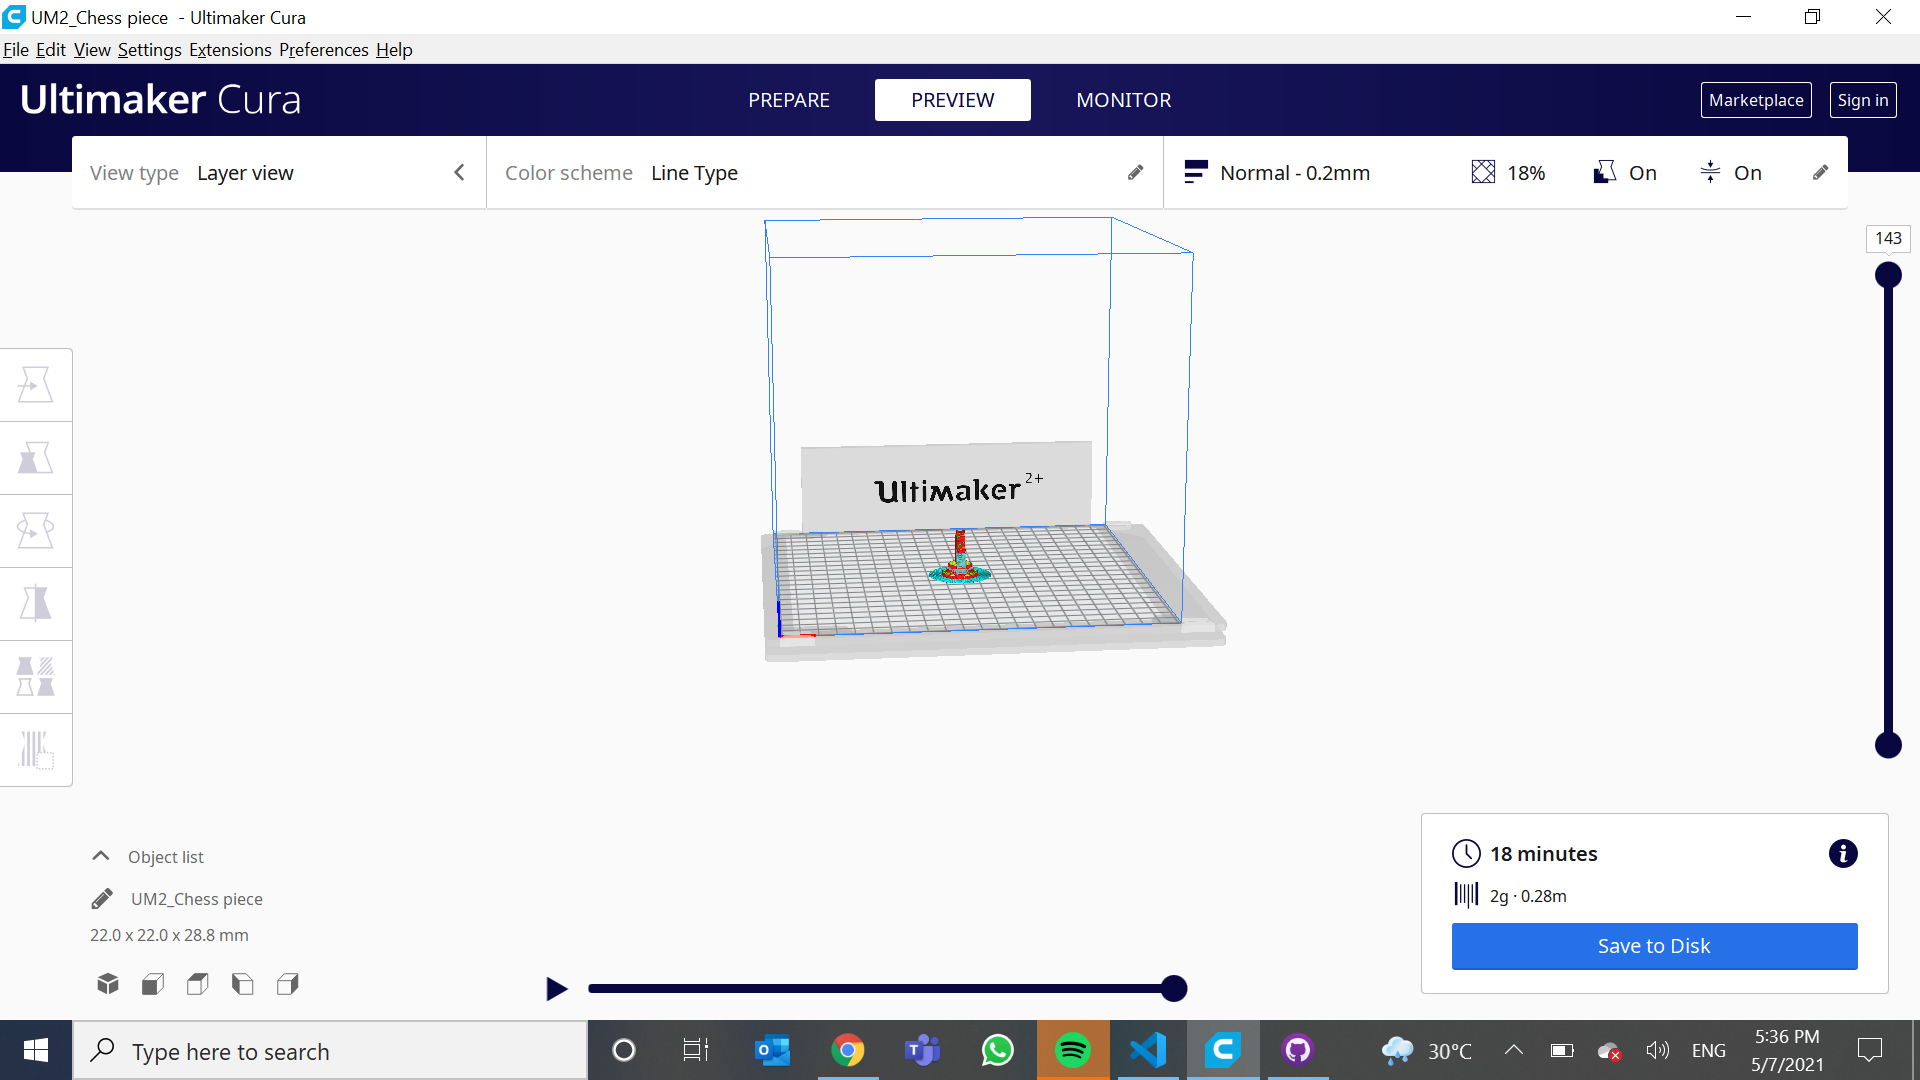 UM2_Chess piece - Ultimaker Cura
File Edit View Settings Extensions Preferences Help
Ultimaker Cura
PREPARE
PREVIEW
MONITOR
Marketplace
Sign in
View type Layer view
Color scheme Line Type
Normal - 0.2mm
18%
On
On
143
Ultimaker 2+
Object list
UM2_Chess piece
22.0 x 22.0 x 28.8 mm
18 minutes
2g · 0.28m
Save to Disk
Type here to search
30°C
ENG
5:36 PM
5/7/2021